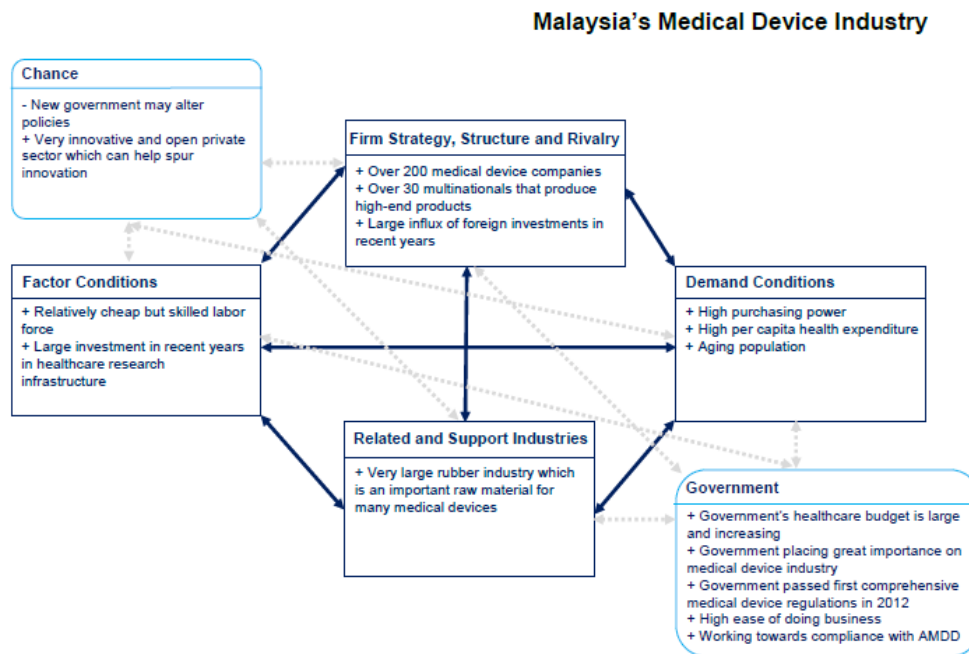 Malaysia's Medical Device Industry
Chance
- New government may alter
policies
+ Very innovative and open private
sector which can help spur
innovation
Firm Strategy, Structure and Rivalry
+ Over 200 medical device companies
+ Over 30 multinationals that produce
high-end products
+ Large influx of foreign investments in
recent years
Factor Conditions
+ Relatively cheap but skilled labor
force
+ Large investment in recent years
in healthcare research
infrastructure
Demand Conditions
+ High purchasing power
+ High per capita health expenditure
+ Aging population
Related and Support Industries
+ Very large rubber industry which
is an important raw material for
many medical devices
Government
+ Government's healthcare budget is large
and increasing
+ Government placing great importance on
medical device industry
+ Government passed first comprehensive
medical device regulations in 2012
+ High ease of doing business
+ Working towards compliance with AMDD